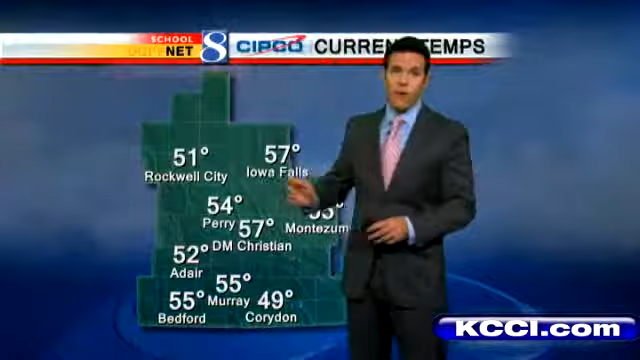 SCHOOL
NET
8
CIPCO
CURRENT TEMPS
51°
Rockwell City
57°
Iowa Falls
54°
Perry
Montezum
57°
DM Christian
52°
Adair
55°
Murray
55°
Bedford
49°
Corydon
KCCI.com